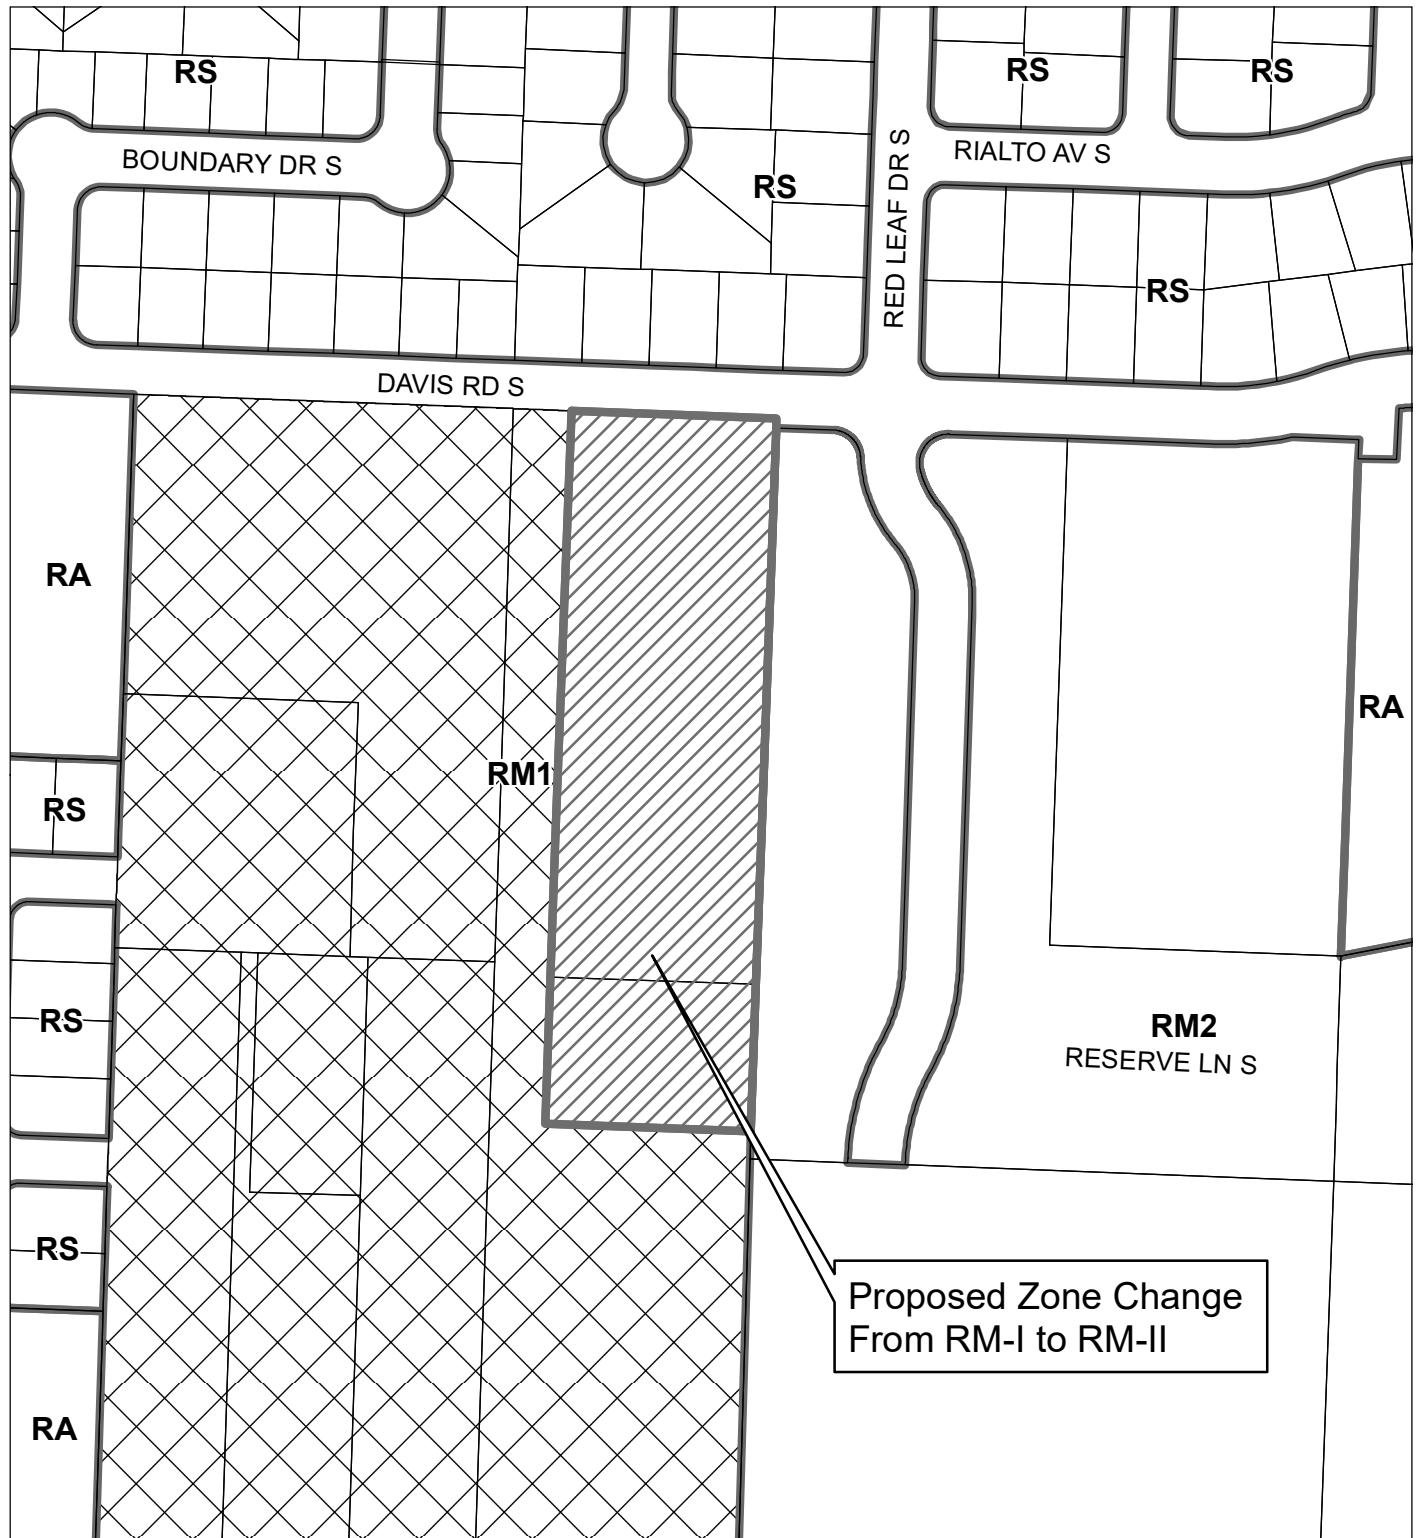 RS
RS
RS
BOUNDARY DR S
RIALTO AV S
RS
RED LEAF DR S
RS
DAVIS RD S
RA
RA
RM1
RS
RS
RM2
RESERVE LN S
RS
Proposed Zone Change
From RM-I to RM-II
RA